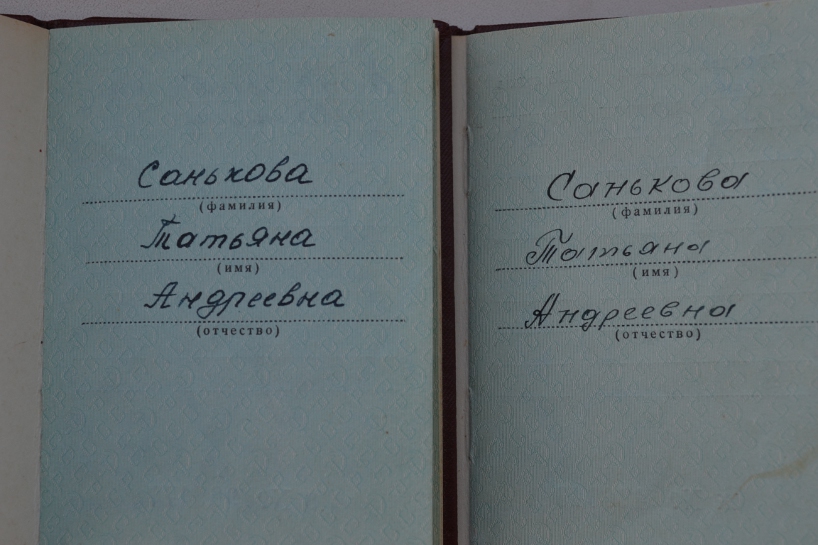 Санькова
(фамилия)
Татьяна
(имя)
Андреевна
(отчество)
Санькова
(фамилия)
Татьяна
(имя)
Андреевна
(отчество)